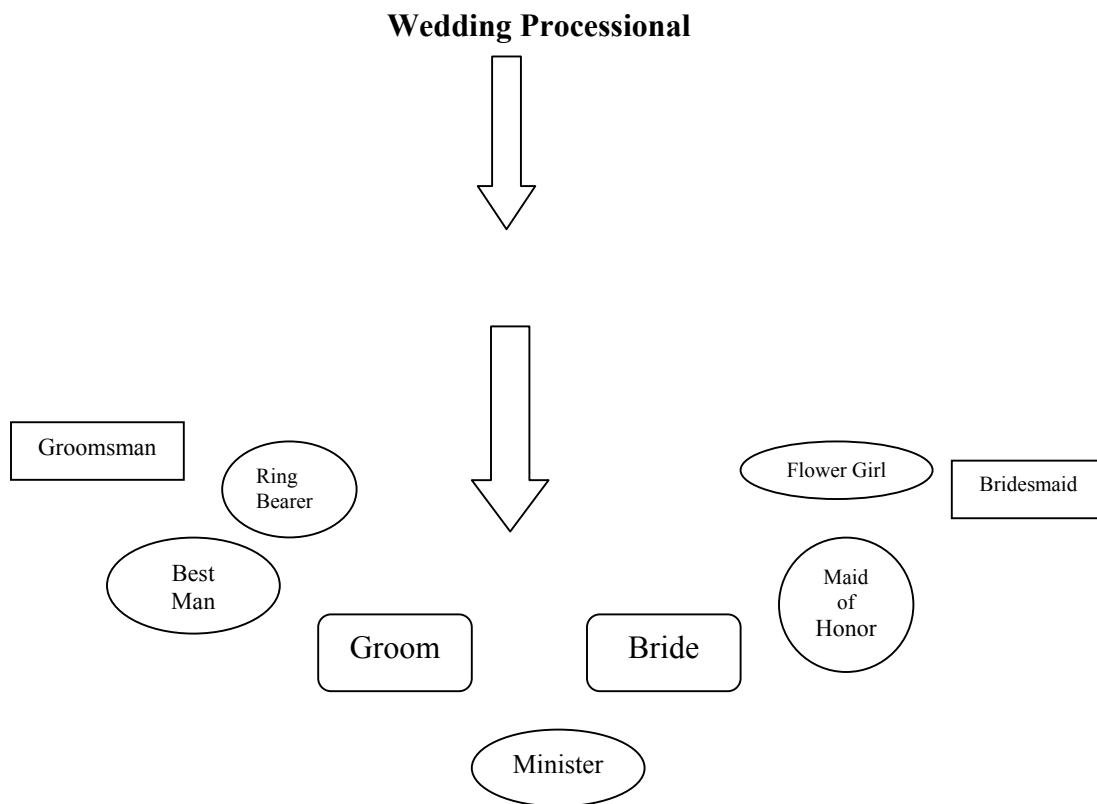 Wedding Processional
Groomsman
Ring
Bearer
Flower Girl
Bridesmaid
Best
Man
Maid
of
Honor
Groom
Bride
Minister